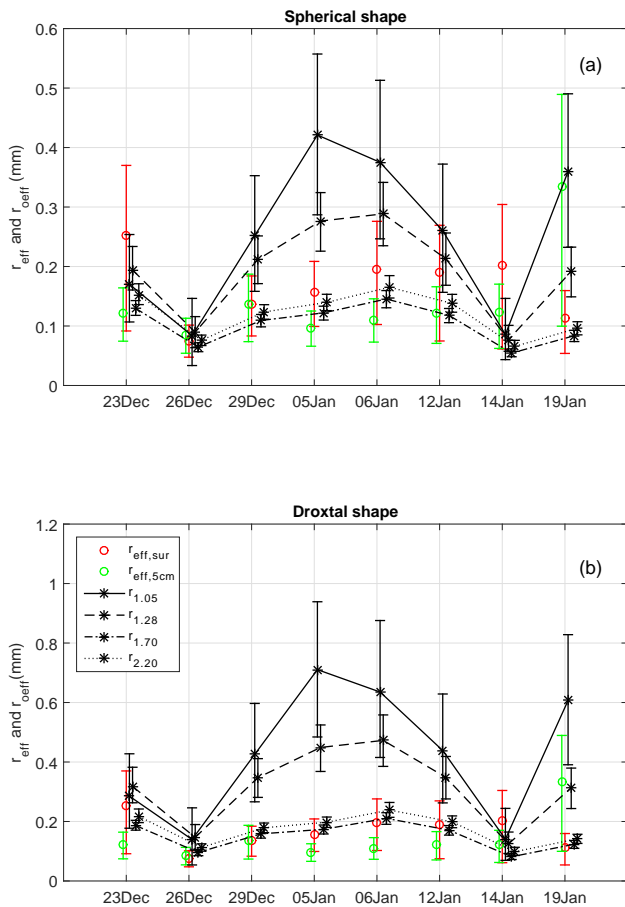 Spherical shape
(a)
0.6
0.5
0.4
0.3
0.2
0.1
0
r_eff and r_oeff (mm)
23Dec 26Dec 29Dec 05Jan 06Jan 12Jan 14Jan 19Jan
Droxtal shape
(b)
1.2
1
0.8
0.6
0.4
0.2
0
r_eff and r_oeff(mm)
r_eff,sur
r_eff,5cm
r_1.05
r_1.28
r_1.70
r_2.20
23Dec 26Dec 29Dec 05Jan 06Jan 12Jan 14Jan 19Jan